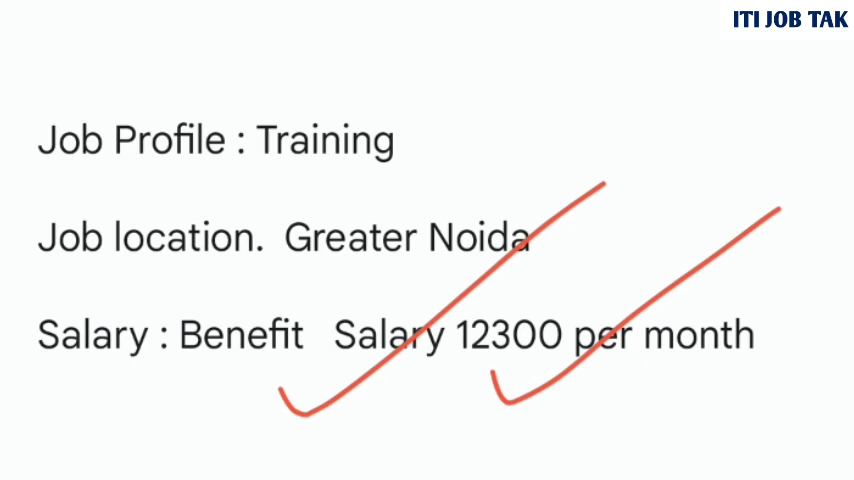 ITI JOB TAK
Job Profile : Training
Job location. Greater Noida
Salary : Benefit Salary 12300 per month